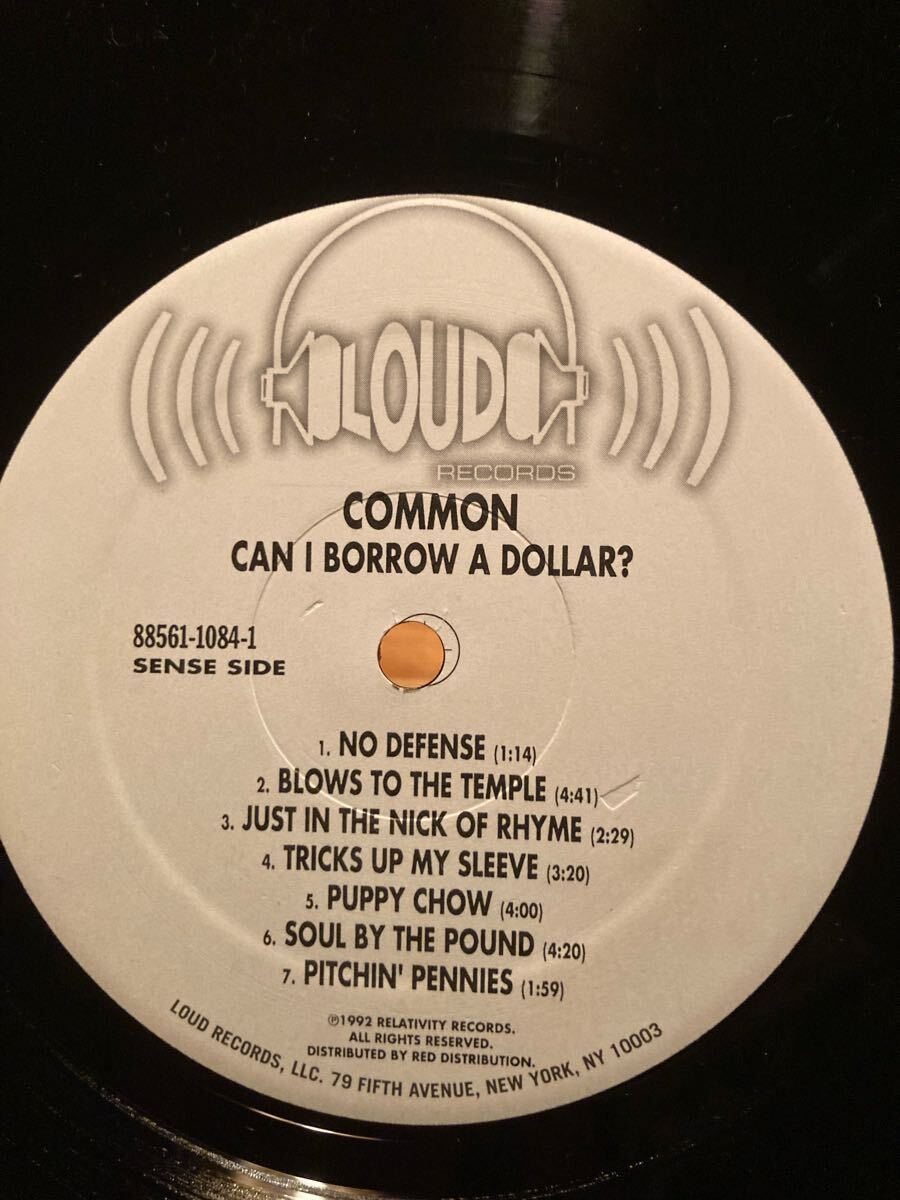 LOUD
RECORDS
COMMON
CAN I BORROW A DOLLAR?
88561-1084-1
SENSE SIDE
1. NO DEFENSE (1:14)
2. BLOWS TO THE TEMPLE (4:41)
3. JUST IN THE NICK OF RHYME (2:29)
4. TRICKS UP MY SLEEVE (3:20)
5. PUPPY CHOW (4:00)
6. SOUL BY THE POUND (4:20)
7. PITCHIN' PENNIES (1:59)
℗1992 RELATIVITY RECORDS.
ALL RIGHTS RESERVED.
DISTRIBUTED BY RED DISTRIBUTION.
LOUD RECORDS, LLC. 79 FIFTH AVENUE, NEW YORK, NY 10003